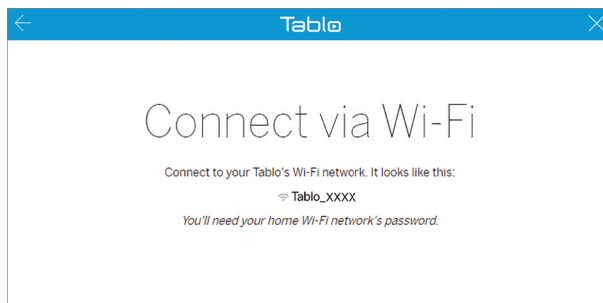 Tablo
Connect via Wi-Fi
Connect to your Tablo's Wi-Fi network. It looks like this:
Tablo_XXXX
You'll need your home Wi-Fi network's password.